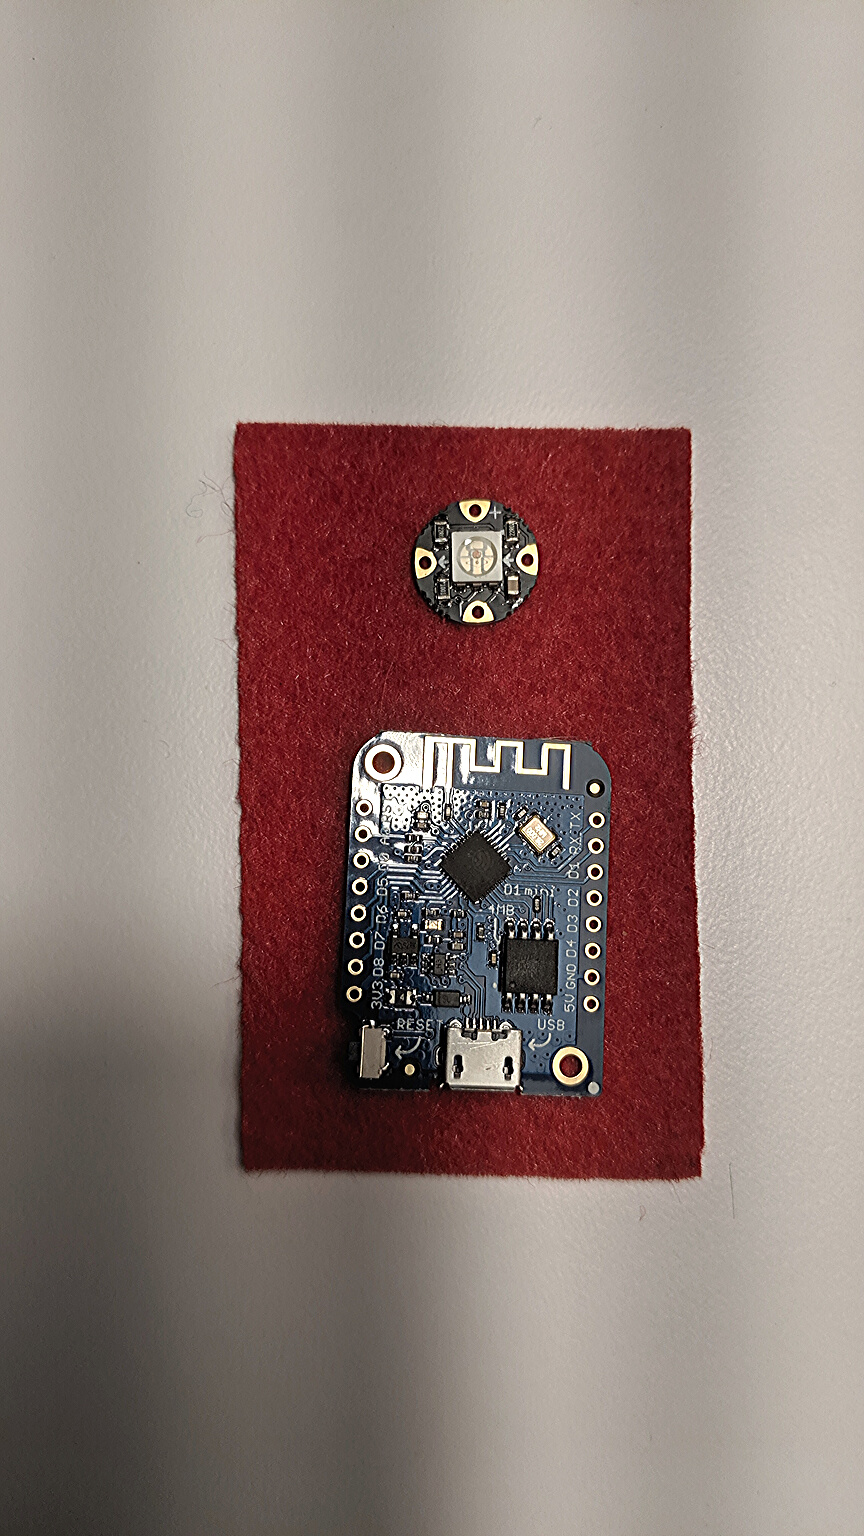 +
TX
RX
D1
D2
D3
D4
GND
5V
D0
D5
D6
D7
D8
3V3
D1 mini
4MB
RESET
USB